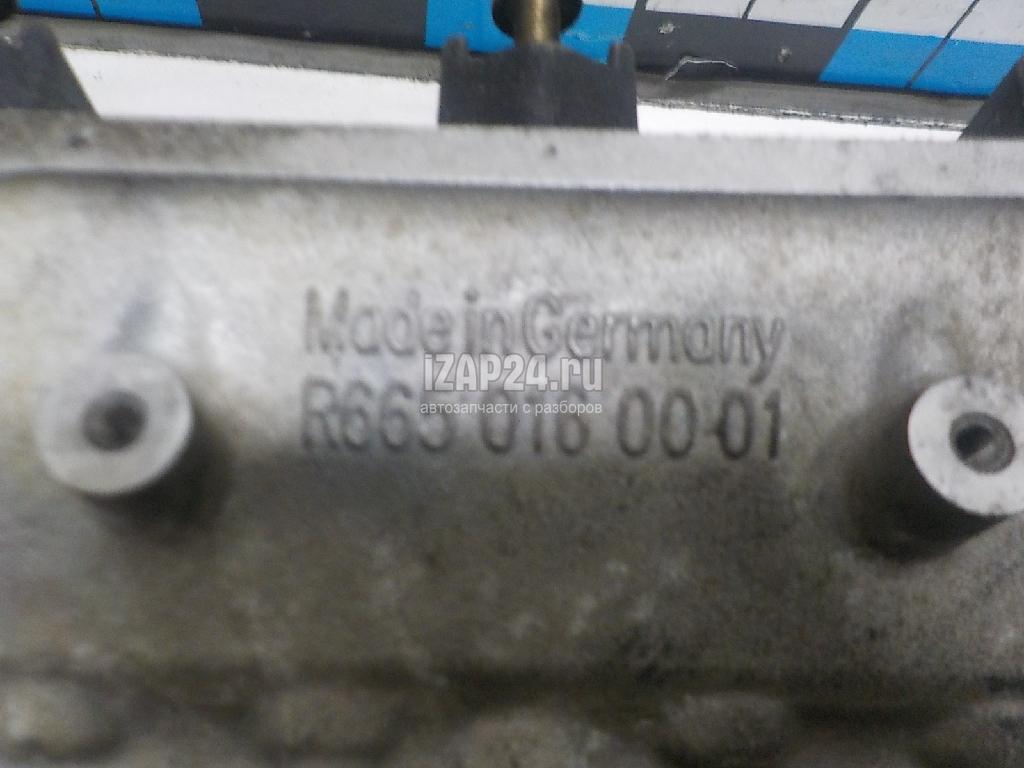 Made in Germany
iZAP24.ru
R665 016 00 01
автозапчасти с разборов